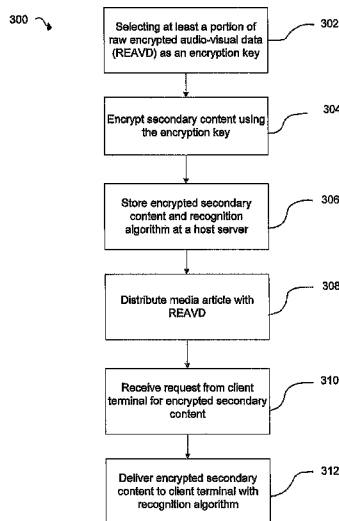 300
Selecting at least a portion of
raw encrypted audio-visual data
(REAVD) as an encryption key
302
Encrypt secondary content using
the encryption key
304
Store encrypted secondary
content and recognition
algorithm at a host server
306
Distribute media article with
REAVD
308
Receive request from client
terminal for encrypted secondary
content
310
Deliver encrypted secondary
content to client terminal with
recognition algorithm
312